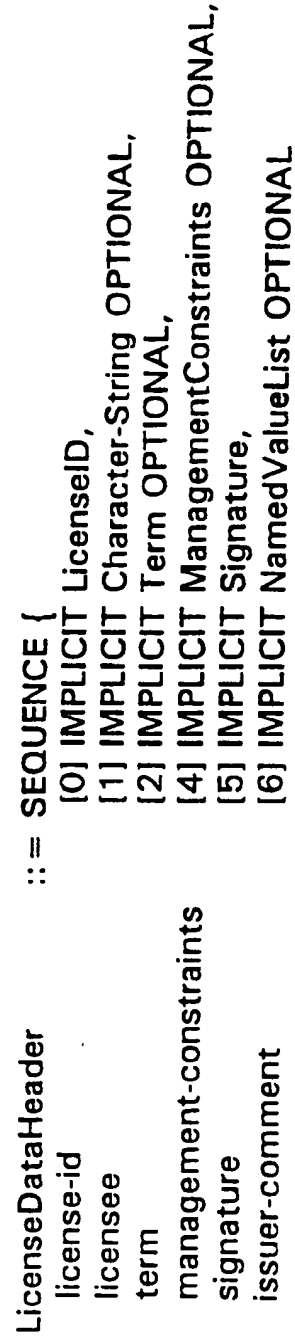 LicenseDataHeader ::= SEQUENCE {
license-id [0] IMPLICIT LicenseID,
licensee [1] IMPLICIT Character-String OPTIONAL,
term [2] IMPLICIT Term OPTIONAL,
management-constraints [4] IMPLICIT ManagementConstraints OPTIONAL,
signature [5] IMPLICIT Signature,
issuer-comment [6] IMPLICIT NamedValueList OPTIONAL